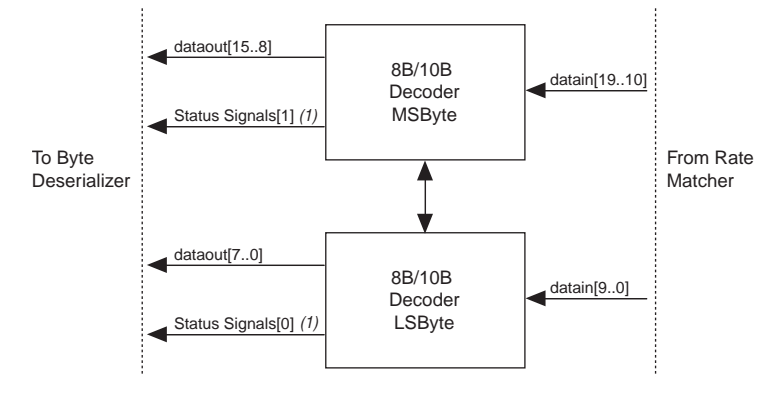 dataout[15..8]
8B/10B
Decoder
MSByte
datain[19..10]
Status Signals[1] (1)
To Byte
Deserializer
From Rate
Matcher
dataout[7..0]
8B/10B
Decoder
LSByte
datain[9..0]
Status Signals[0] (1)